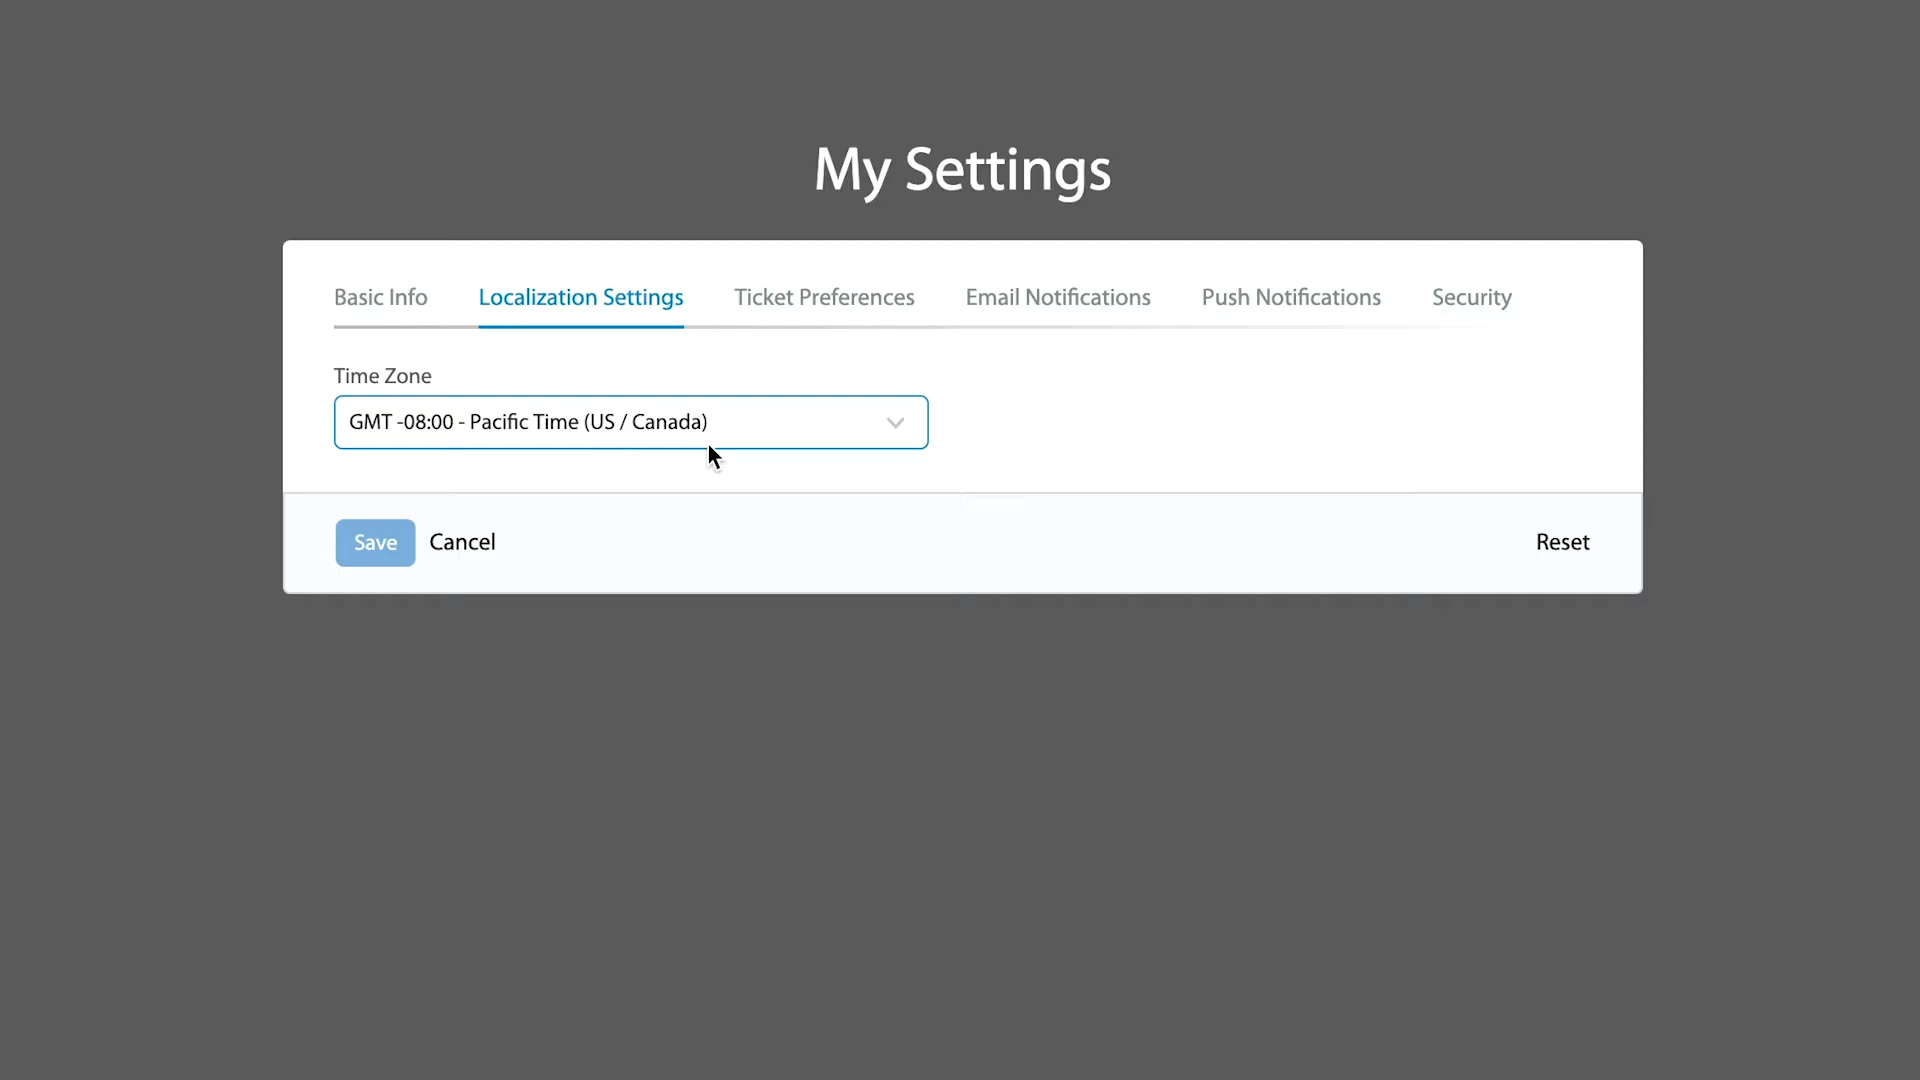 My Settings
Basic Info Localization Settings Ticket Preferences Email Notifications Push Notifications Security
Time Zone
GMT -08:00 - Pacific Time (US / Canada)
Save Cancel Reset